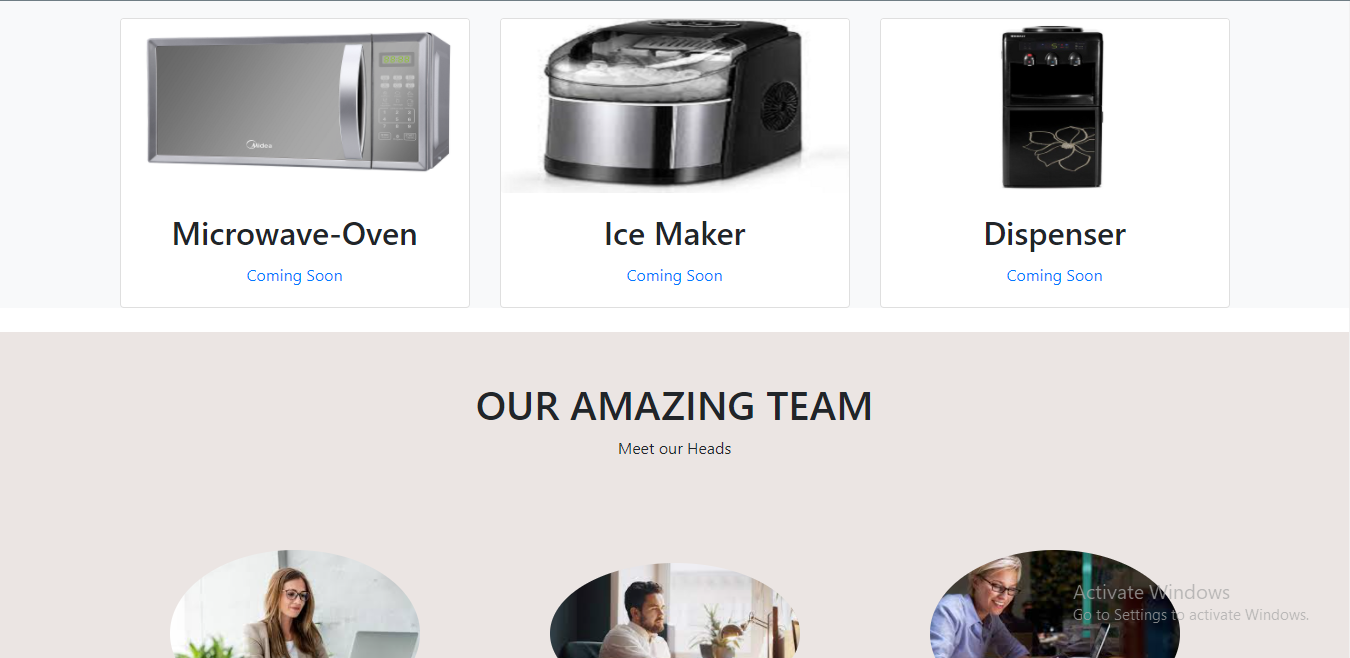 Midea
Microwave-Oven
Ice Maker
Dispenser
Coming Soon
Coming Soon
Coming Soon
OUR AMAZING TEAM
Meet our Heads
Activate Windows
Go to Settings to activate Windows.